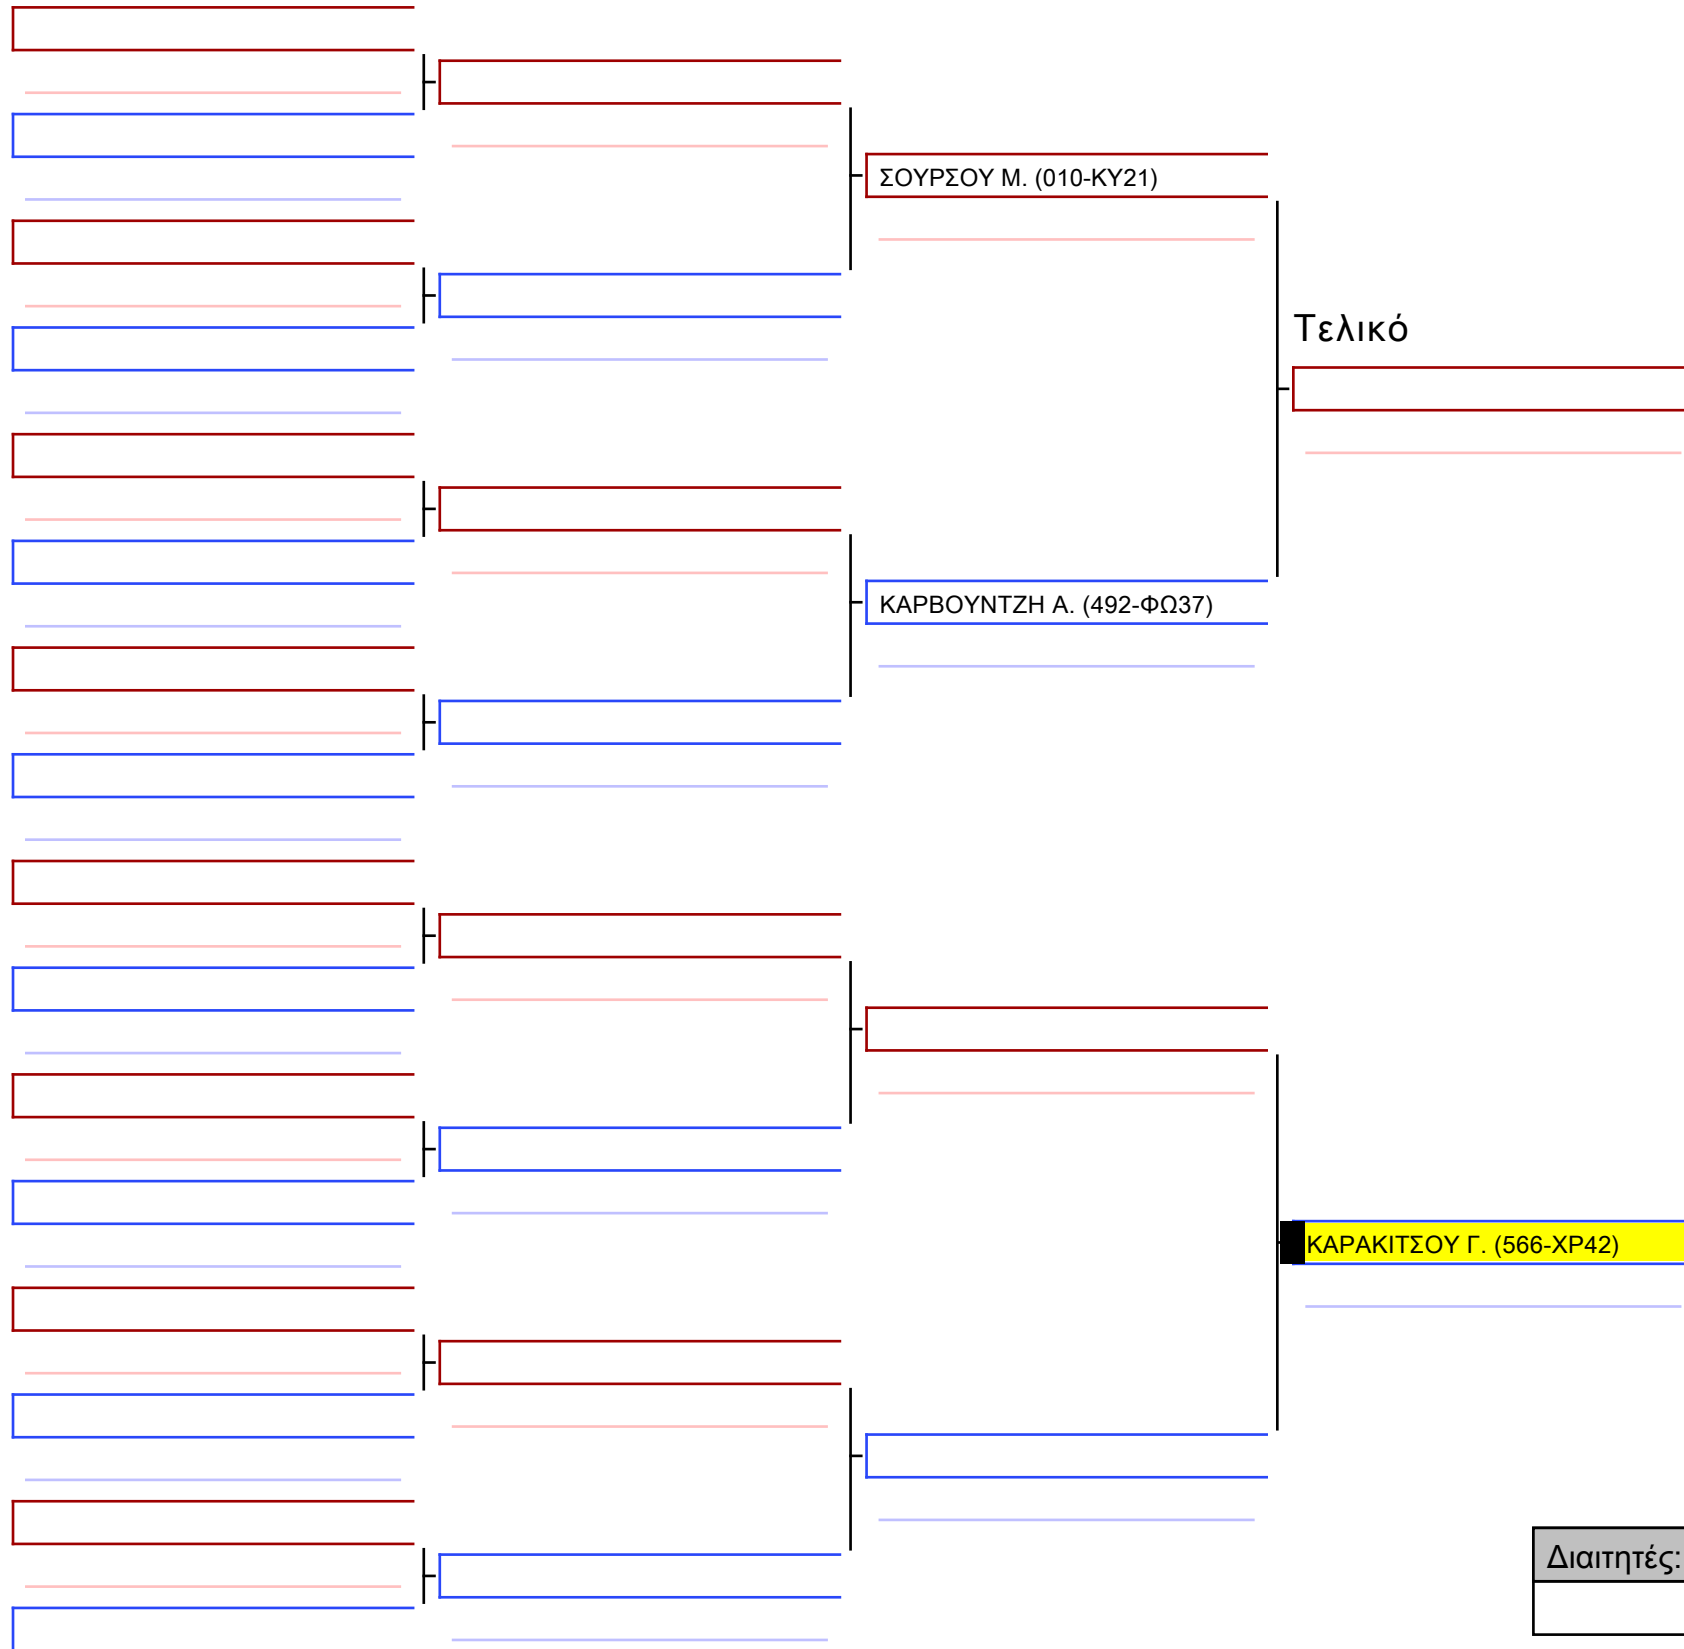 ΣΟΥΡΣΟΥ Μ. (010-ΚΥ21)
Τελικό
ΚΑΡΒΟΥΝΤΖΗ Α. (492-ΦΩ37)
ΚΑΡΑΚΙΤΣΟΥ Γ. (566-ΧΡ42)
Διαιτητές: